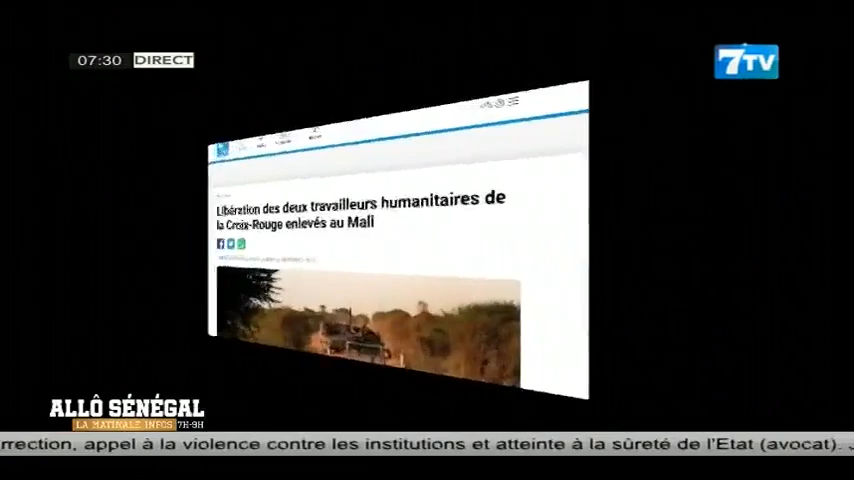 07:30 DIRECT
7TV
Libération des deux travailleurs humanitaires de
la Croix-Rouge enlevés au Mali
ALLÔ SÉNÉGAL
LA MATINALE INFOS 7H-9H
rrection, appel à la violence contre les institutions et atteinte à la sûreté de l'Etat (avocat).